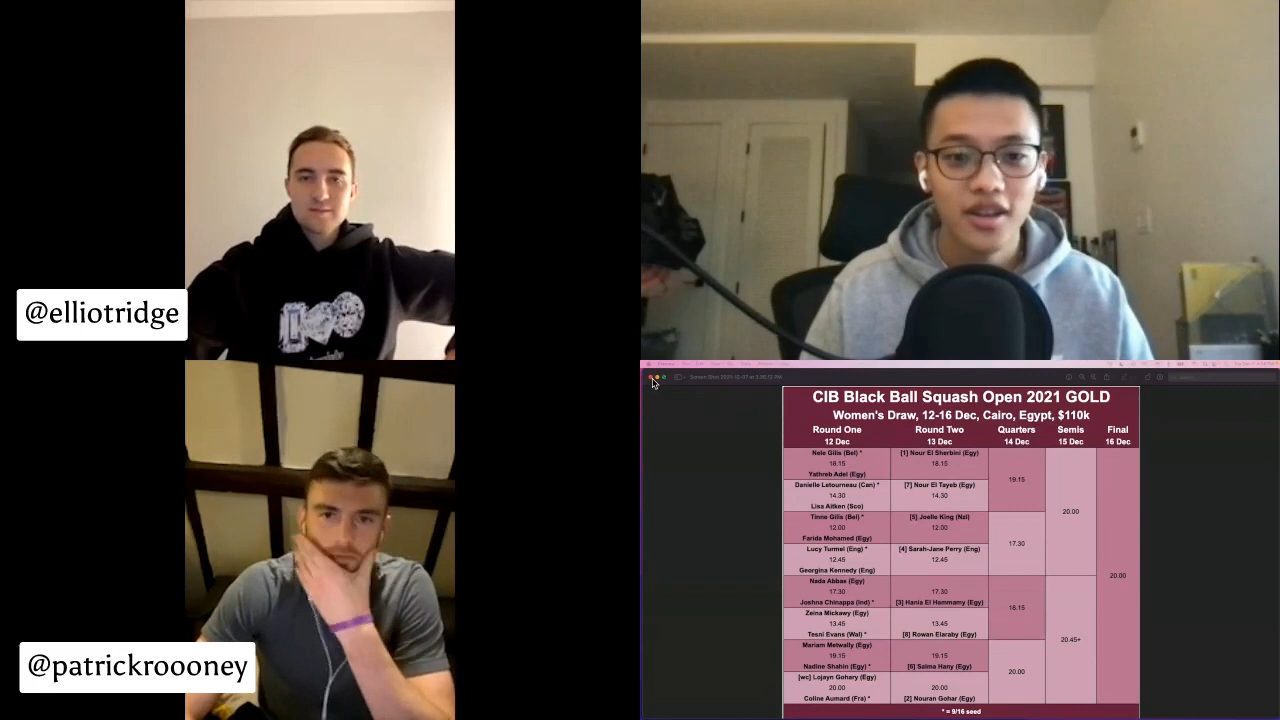 @elliotridge
@patrickroooney
CIB Black Ball Squash Open 2021 GOLD
Women's Draw, 12-16 Dec, Cairo, Egypt, $110k
Round One Round Two Quarters Semis Final
12 Dec 13 Dec 14 Dec 15 Dec 16 Dec
Nele Gilis (Bel) * [1] Nour El Sherbini (Egy)
18.15 18.15
Yathreb Adel (Egy)
19.15
Danielle Letourneau (Can) * [7] Nour El Tayeb (Egy)
14.30 14.30
Lisa Aitken (Sco)
20.00
Tinne Gilis (Bel) * [5] Joelle King (Nzl)
12.00 12.00
Farida Mohamed (Egy)
17.30
Lucy Turmel (Eng) * [4] Sarah-Jane Perry (Eng)
12.45 12.45
Georgina Kennedy (Eng)
20.00
Nada Abbas (Egy)
17.30 17.30
Joshna Chinappa (Ind) * [3] Hania El Hammamy (Egy)
18.15
Zeina Mickawy (Egy)
13.45 13.45
Tesni Evans (Wal) * [8] Rowan Elaraby (Egy)
20.45+
Mariam Metwally (Egy)
19.15 19.15
Nadine Shahin (Egy) * [6] Salma Hany (Egy)
20.00
[wc] Lojayn Gohary (Egy)
20.00 20.00
Coline Aumard (Fra) * [2] Nouran Gohar (Egy)
* = 9/16 seed